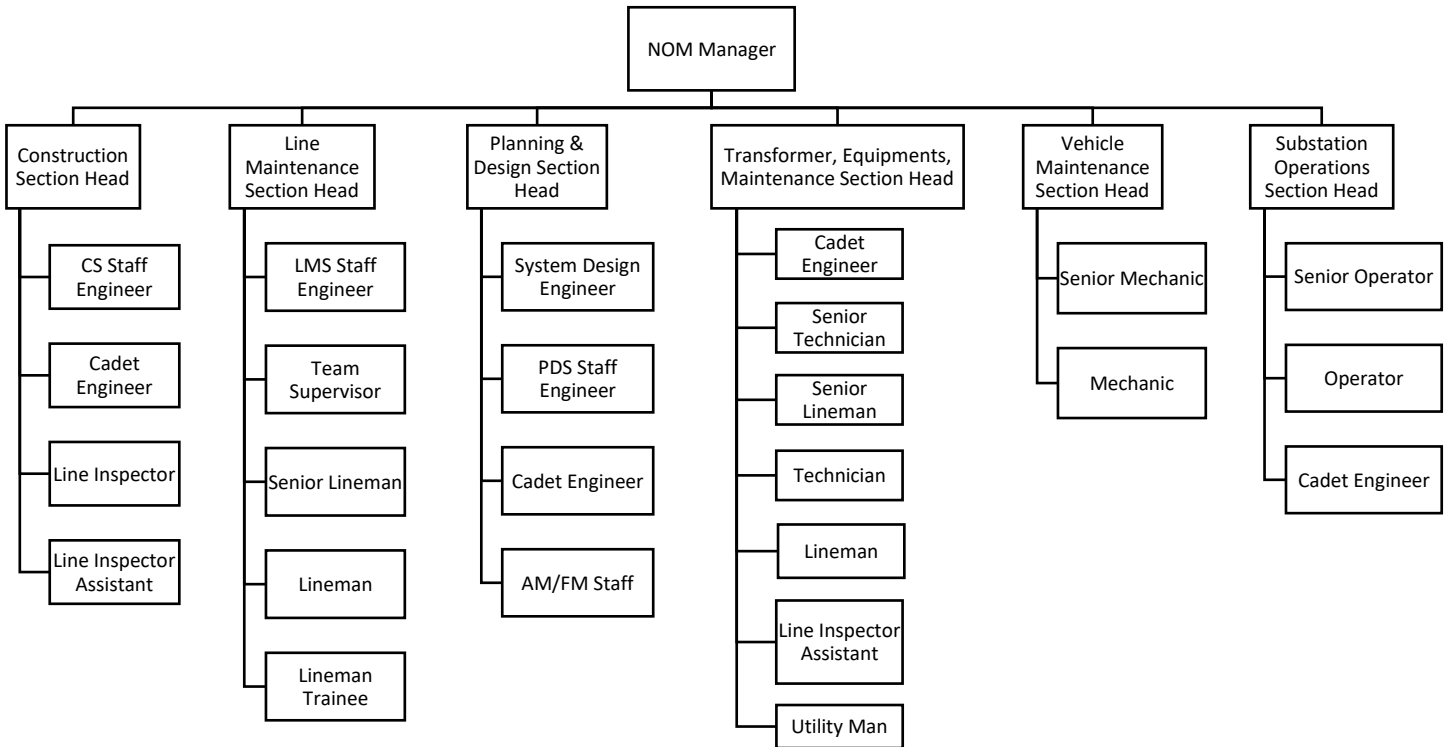 NOM Manager
Construction
Section Head
Line
Maintenance
Section Head
Planning &
Design Section
Head
Transformer, Equipments,
Maintenance Section Head
Vehicle
Maintenance
Section Head
Substation
Operations
Section Head
CS Staff
Engineer
Cadet
Engineer
Line Inspector
Line Inspector
Assistant
LMS Staff
Engineer
Team
Supervisor
Senior Lineman
Lineman
Lineman
Trainee
System Design
Engineer
PDS Staff
Engineer
Cadet Engineer
AM/FM Staff
Cadet
Engineer
Senior
Technician
Senior
Lineman
Technician
Lineman
Line Inspector
Assistant
Utility Man
Senior Mechanic
Mechanic
Senior Operator
Operator
Cadet Engineer